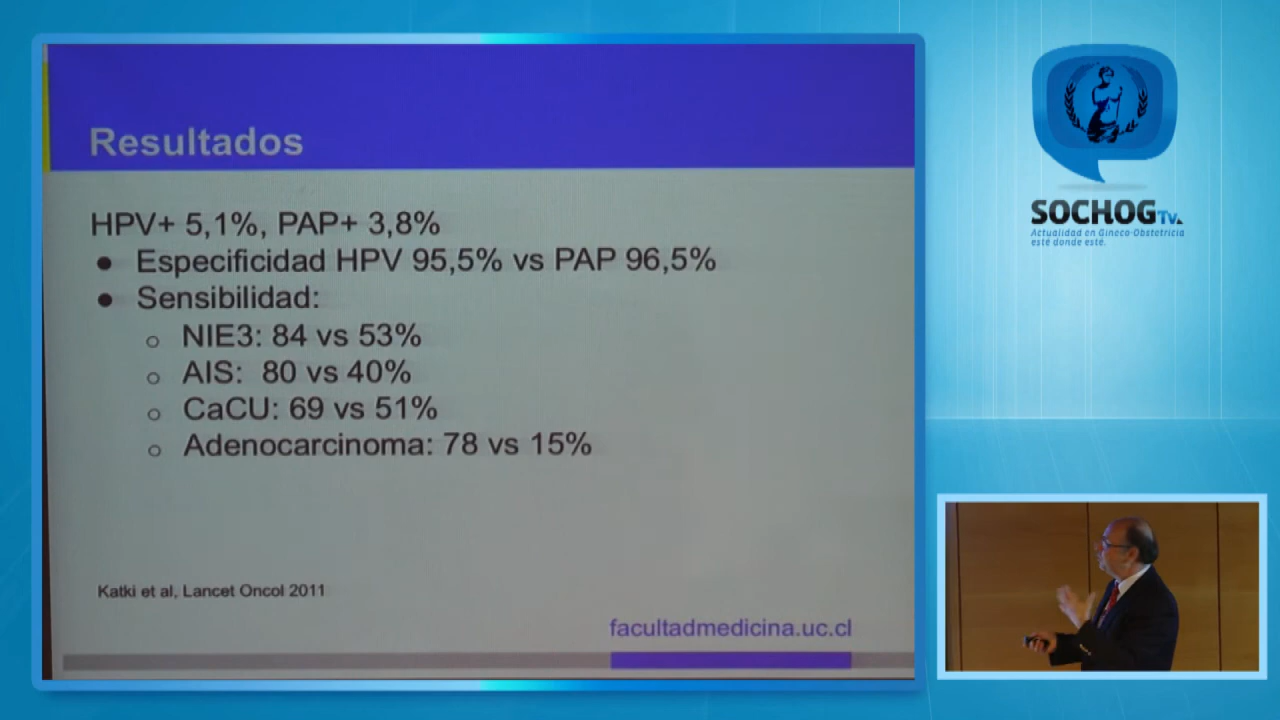 Resultados
HPV+ 5,1%, PAP+ 3,8%
● Especificidad HPV 95,5% vs PAP 96,5%
● Sensibilidad:
○ NIE3: 84 vs 53%
○ AIS: 80 vs 40%
○ CaCU: 69 vs 51%
○ Adenocarcinoma: 78 vs 15%
Katki et al, Lancet Oncol 2011
facultadmedicina.uc.cl
SOCHOG Tv.
Actualidad en Gineco-Obstetricia
esté donde esté.